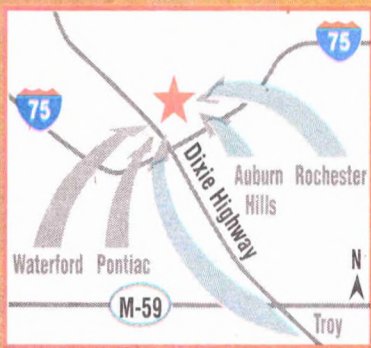 75
75
Dixie Highway
Auburn Rochester
Hills
Waterford Pontiac
N
M-59
Troy